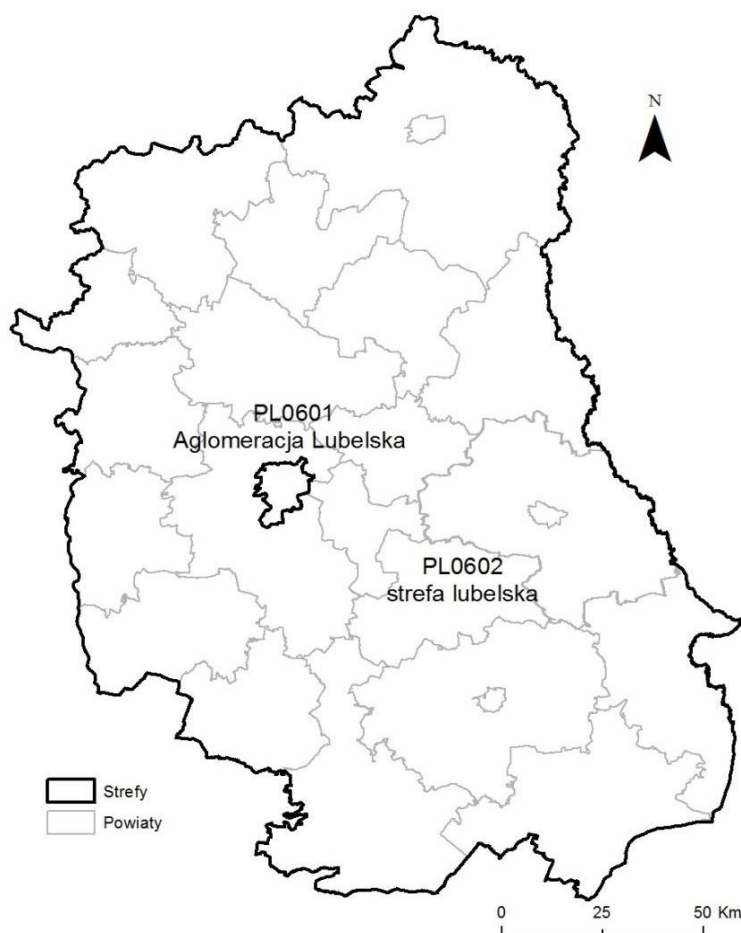 N
PL0601
Aglomeracja Lubelska
PL0602
strefa lubelska
Strefy
Powiaty
0 25 50 Km